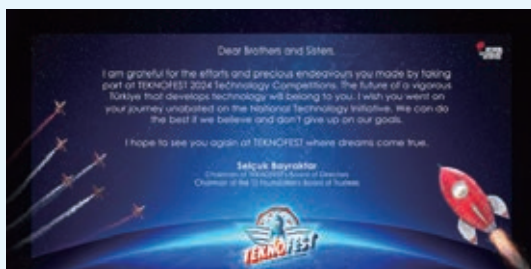 Dear Brothers and Sisters,
I am grateful for the efforts and precious endeavours you made by taking
part at TEKNOFEST 2024 Technology Competitions. The future of a vigorous
Türkiye that develops technology will belong to you. I wish you went on
your journey unabated on the National Technology Initiative. We can do
the best if we believe and don't give up on our goals.
I hope to see you again at TEKNOFEST where dreams come true.
Selçuk Bayraktar
Chairman of TEKNOFEST's Board of Directors
Chairman of the T3 Foundation's Board of Trustees
TEKNOFEST